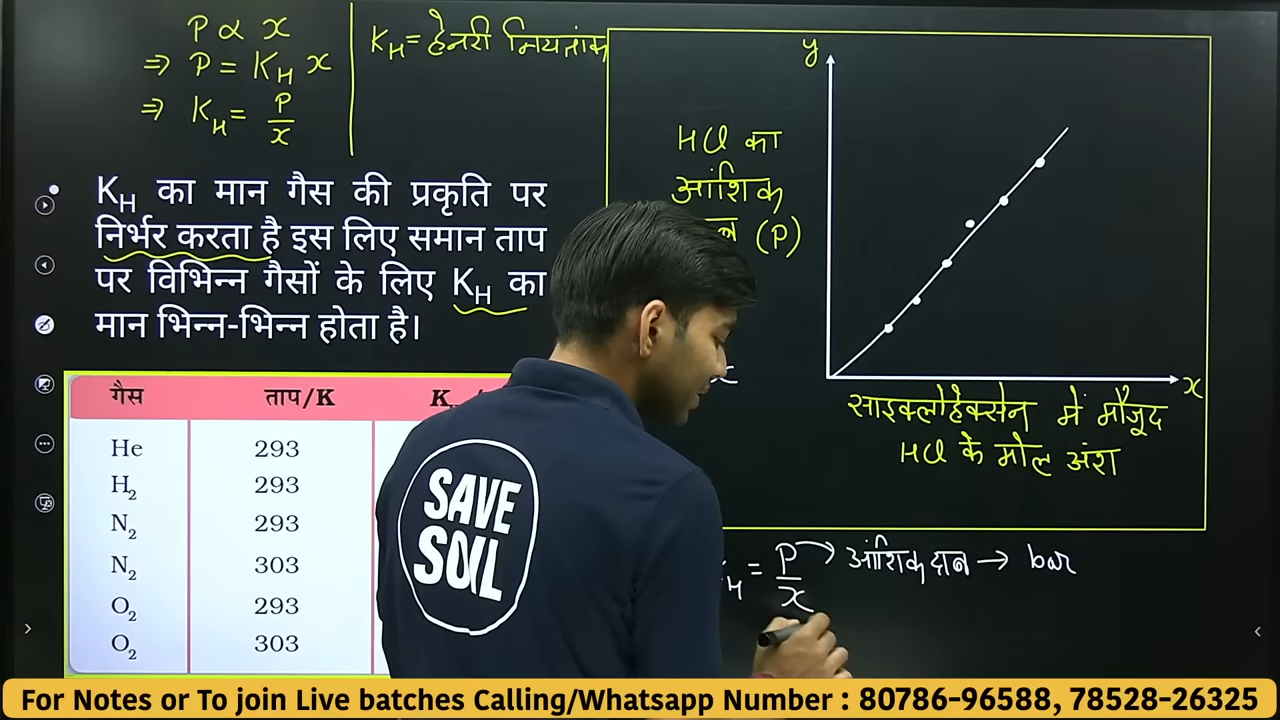 P ∝ x
⇒ P = K_H x
⇒ K_H = P/x
K_H = हेनरी नियतांक
K_H का मान गैस की प्रकृति पर
निर्भर करता है इस लिए समान ताप
पर विभिन्न गैसों के लिए K_H का
मान भिन्न-भिन्न होता है।
गैस ताप/K
He 293
H₂ 293
N₂ 293
N₂ 303
O₂ 293
O₂ 303
y
HCl का
आंशिक
(P)
x
साइक्लोहेक्सेन में मौजूद
HCl के मोल अंश
x
= P/x → आंशिक दाब → bar
SAVE
SOIL
For Notes or To join Live batches Calling/Whatsapp Number : 80786-96588, 78528-26325